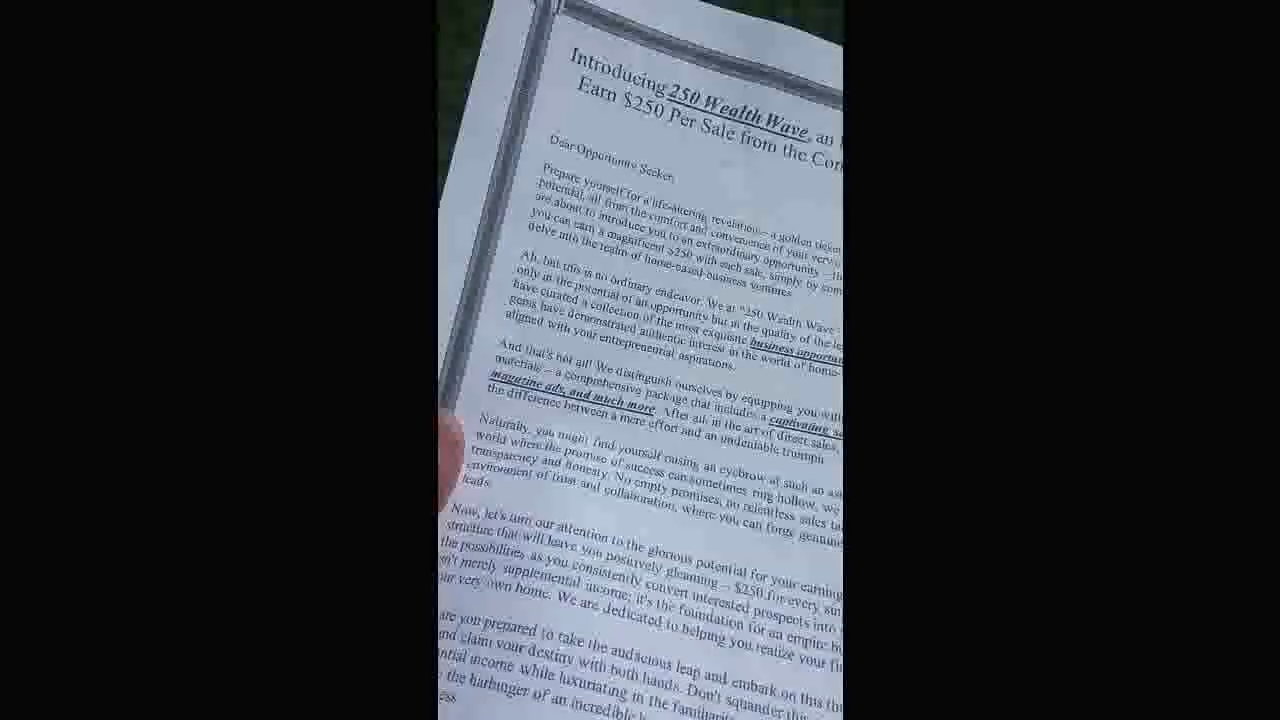 Introducing 250 Wealth Wave, an
Earn $250 Per Sale from the
Dear Opportunity Seeker,
Prepare yourself for a life-altering revelation – a golden ticket
potential, all from the comfort and convenience of your very
are about to introduce you to an extraordinary opportunity –
you can earn a magnificent $250 with each sale, simply by
delve into the realm of home-based-business ventures.
Ah, but this is no ordinary endeavor. We at "250 Wealth Wave"
only in the potential of an opportunity but in the quality of the
have curated a collection of the most exquisite business
gems have demonstrated authentic interest in the world of home-
aligned with your entrepreneurial aspirations.
And that's not all! We distinguish ourselves by equipping you with
materials – a comprehensive package that includes a captivating
magazine ads, and much more. After all, in the art of direct sales,
the difference between a mere effort and an undeniable triumph
Naturally, you might find yourself raising an eyebrow at such an
world where the promise of success can sometimes ring hollow, we
transparency and honesty. No empty promises, no relentless sales
environment of trust and collaboration, where you can forge
leads.
Now, let's turn our attention to the glorious potential for your
structure that will leave you positively gleaming – $250 for every
the possibilities as you consistently convert interested prospects into
merely supplemental income; it's the foundation for an empire
very own home. We are dedicated to helping you realize your
you prepared to take the audacious leap and embark on this
claim your destiny with both hands. Don't squander this
income while luxuriating in the
the harbinger of an incredible